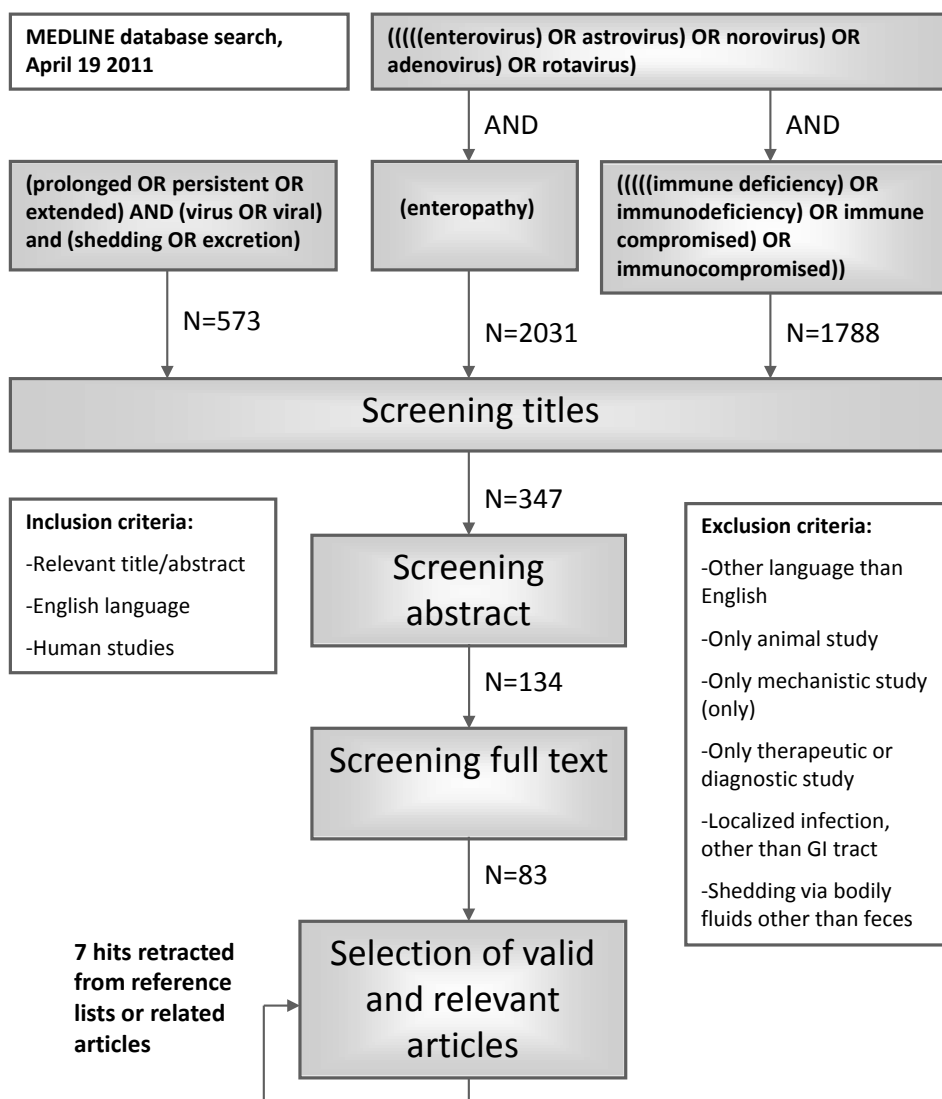 MEDLINE database search,
April 19 2011
(((((enterovirus) OR astrovirus) OR norovirus) OR
adenovirus) OR rotavirus)
AND
AND
(prolonged OR persistent OR
extended) AND (virus OR viral)
and (shedding OR excretion)
(enteropathy)
(((((immune deficiency) OR
immunodeficiency) OR immune
compromised) OR
immunocompromised))
N=573
N=2031
N=1788
Screening titles
N=347
Inclusion criteria:
-Relevant title/abstract
-English language
-Human studies
Screening
abstract
Exclusion criteria:
-Other language than
English
-Only animal study
-Only mechanistic study
(only)
-Only therapeutic or
diagnostic study
-Localized infection,
other than GI tract
-Shedding via bodily
fluids other than feces
N=134
Screening full text
N=83
7 hits retracted
from reference
lists or related
articles
Selection of valid
and relevant
articles